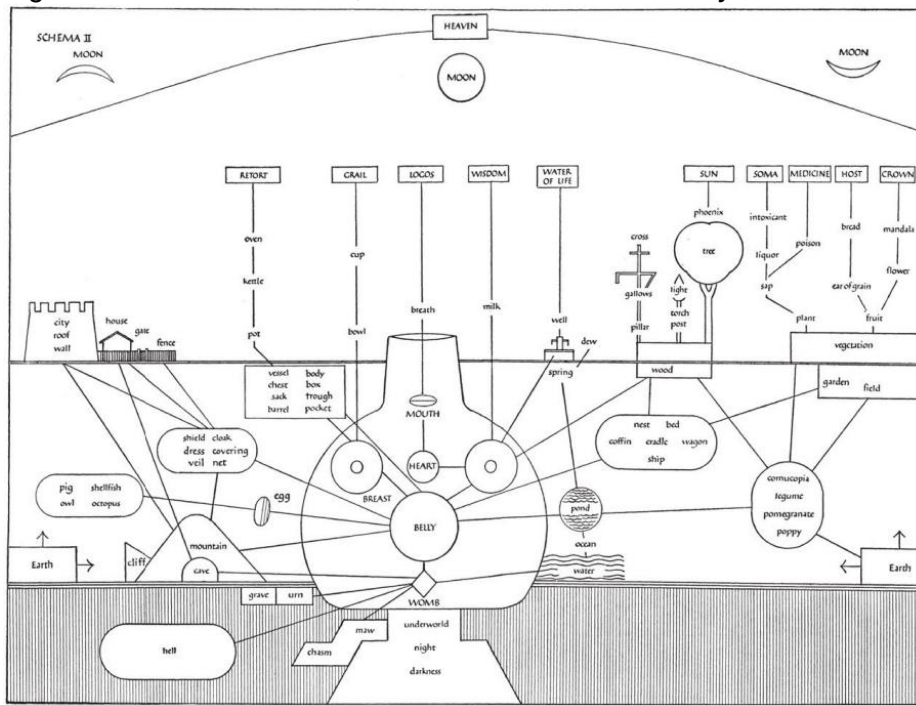 HEAVEN
SCHEMA II
MOON
MOON
MOON
RETORT
GRAIL
LOGOS
WISDOM
WATER
OF LIFE
SUN
SOMA
MEDICINE
HOST
CROWN
phoenix
intoxicant
bread
mandala
oven
cup
cross
tree
poison
liquor
flower
kettle
gallows
light
sap
ear of grain
bowl
breath
milk
well
dew
pillar
torch
post
plant
fruit
pot
city
roof
wall
house
gate
fence
spring
wood
vegetation
vessel body
chest box
sack trough
barrel pocket
garden
field
MOUTH
nest bed
coffin cradle wagon
ship
shield cloak
dress covering
veil net
HEART
BREAST
pig shellfish
owl octopus
egg
BELLY
pond
cornucopia
legume
pomegranate
poppy
mountain
ocean
Earth
cliff
cave
water
Earth
grave
urn
WOMB
hell
maw
chasm
underworld
night
darkness